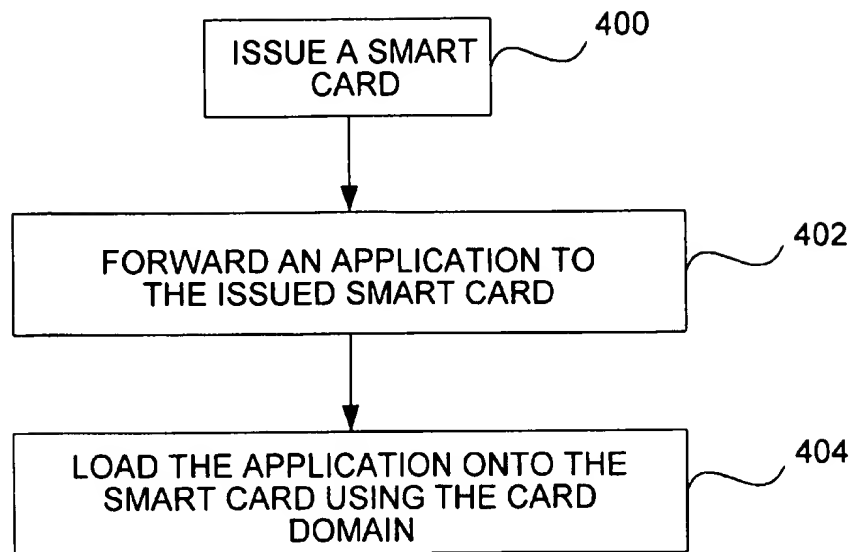 ISSUE A SMART
CARD
400
FORWARD AN APPLICATION TO
THE ISSUED SMART CARD
402
LOAD THE APPLICATION ONTO THE
SMART CARD USING THE CARD
DOMAIN
404